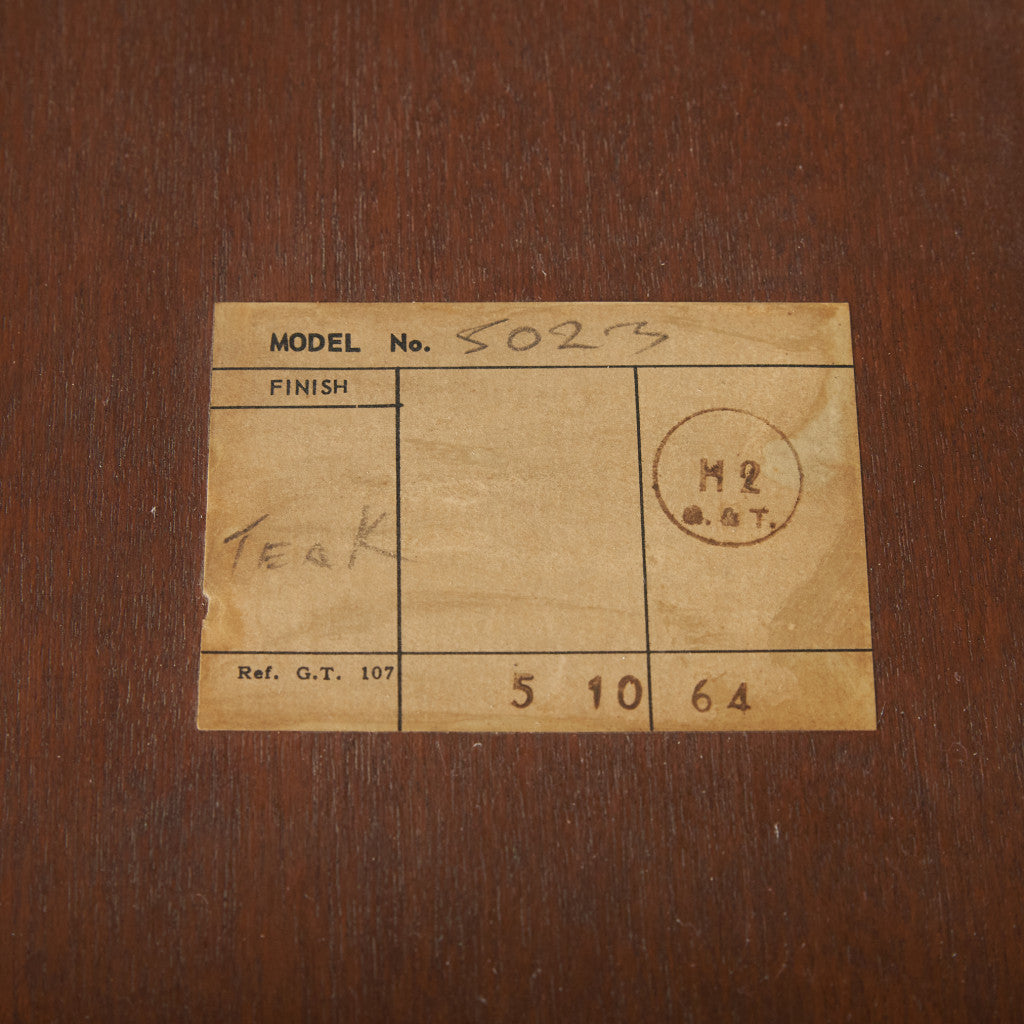 MODEL No. 5023
FINISH
H2
G. & T.
Teak
Ref. G.T. 107
5 10 64